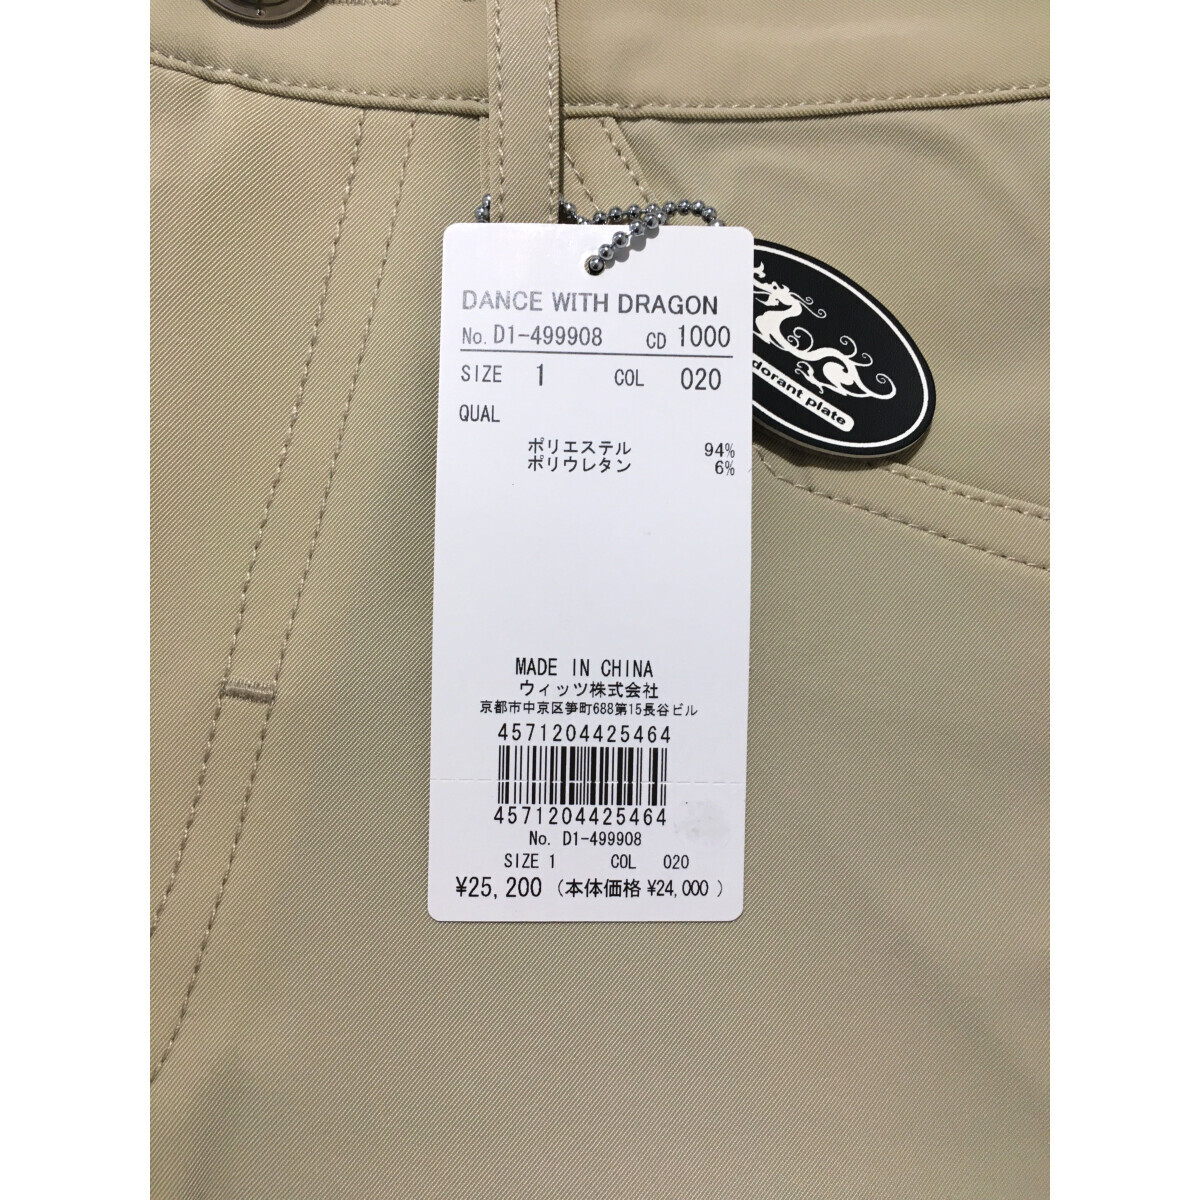 DANCE WITH DRAGON
No. D1-499908 CD 1000
SIZE 1 COL 020
QUAL
ポリエステル 94%
ポリウレタン 6%
MADE IN CHINA
ウィッツ株式会社
京都市中京区笋町688第15長谷ビル
4571204425464
4571204425464
No. D1-499908
SIZE 1 COL 020
¥25,200 (本体価格 ¥24,000 )
dorant plate